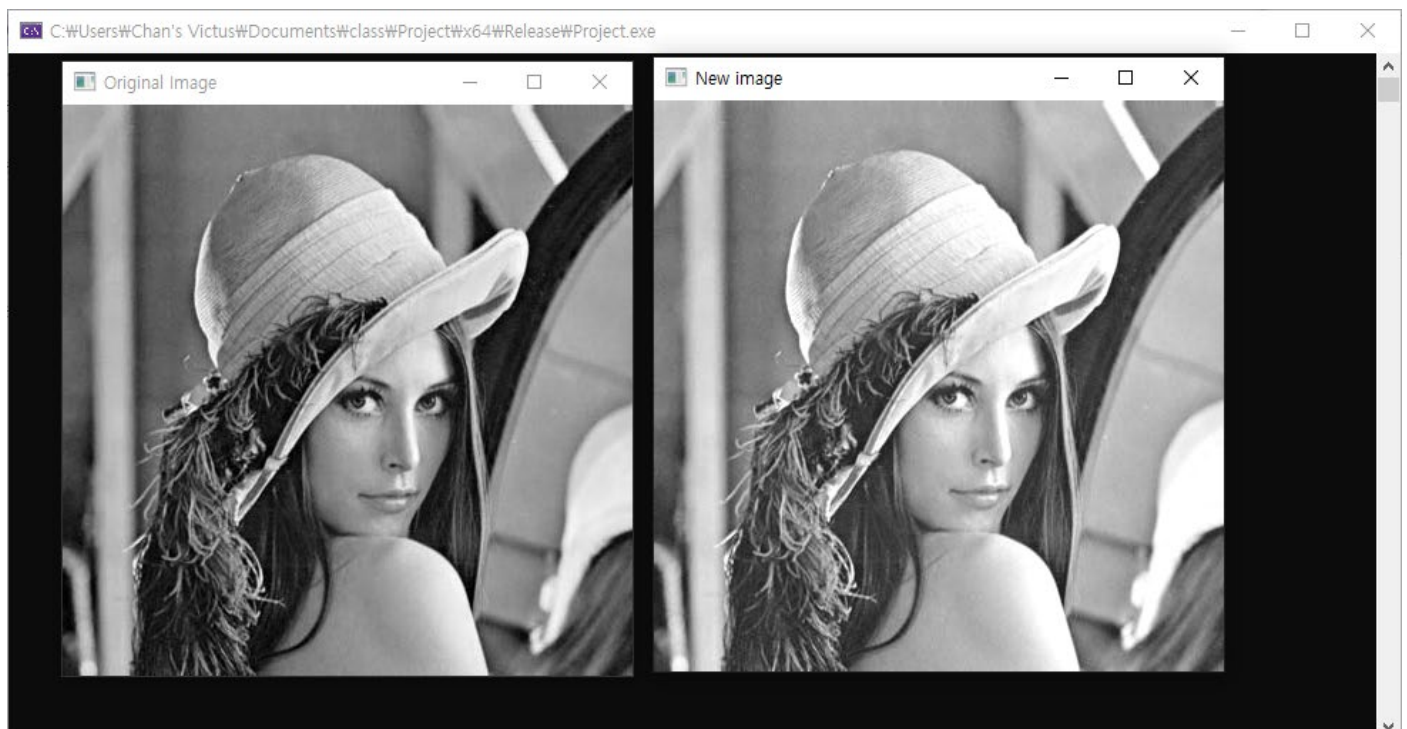 C:₩Users₩Chan's Victus₩Documents₩class₩Project₩x64₩Release₩Project.exe
Original Image
New image